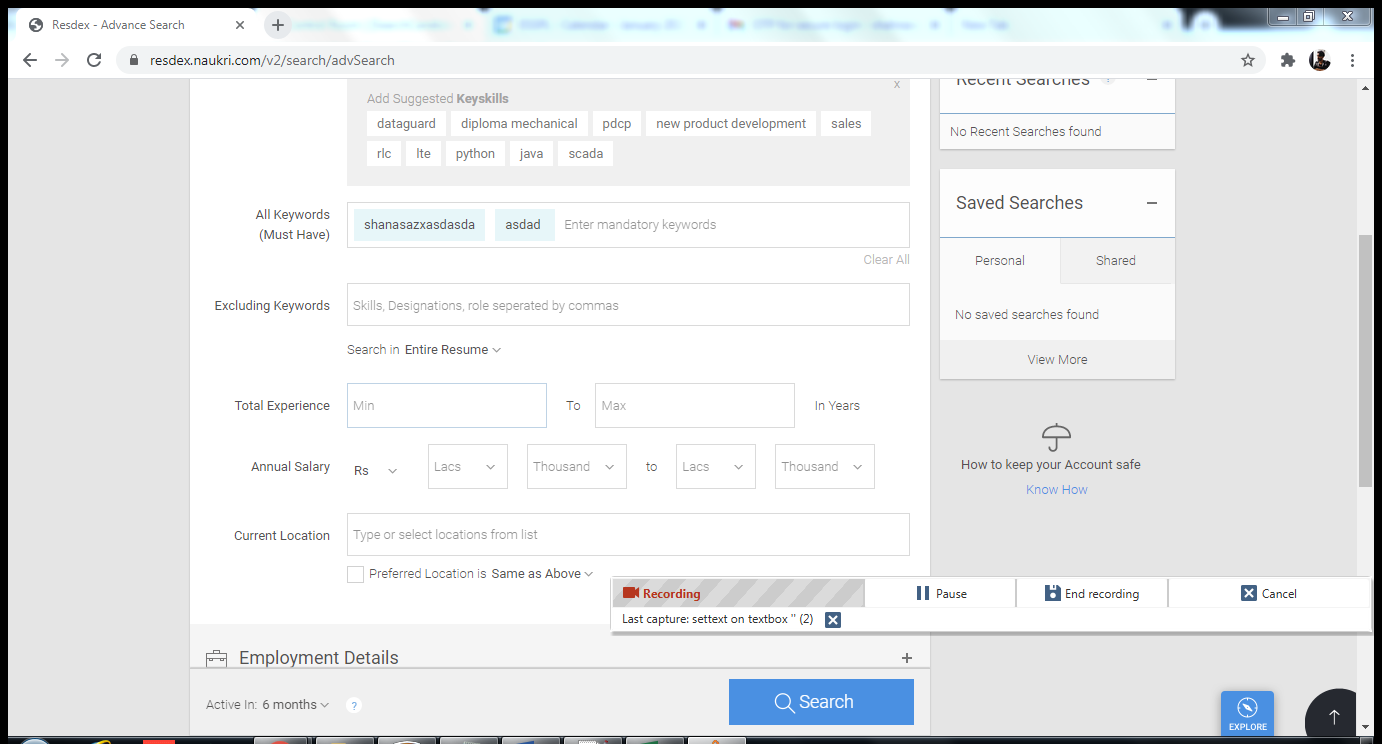 Resdex - Advance Search
resdex.naukri.com/v2/search/advSearch
Add Suggested Keyskills
x
dataguard diploma mechanical pdcp new product development sales
rlc lte python java scada
All Keywords
(Must Have)
shanasazxasdasda asdad Enter mandatory keywords
Clear All
Excluding Keywords Skills, Designations, role seperated by commas
Search in Entire Resume
Total Experience Min To Max In Years
Annual Salary Rs Lacs Thousand to Lacs Thousand
Current Location Type or select locations from list
Preferred Location is Same as Above
Employment Details
Active In: 6 months ?
Search
Recent Searches
No Recent Searches found
Saved Searches
Personal Shared
No saved searches found
View More
How to keep your Account safe
Know How
Recording Pause End recording Cancel
Last capture: settext on textbox '' (2)
EXPLORE